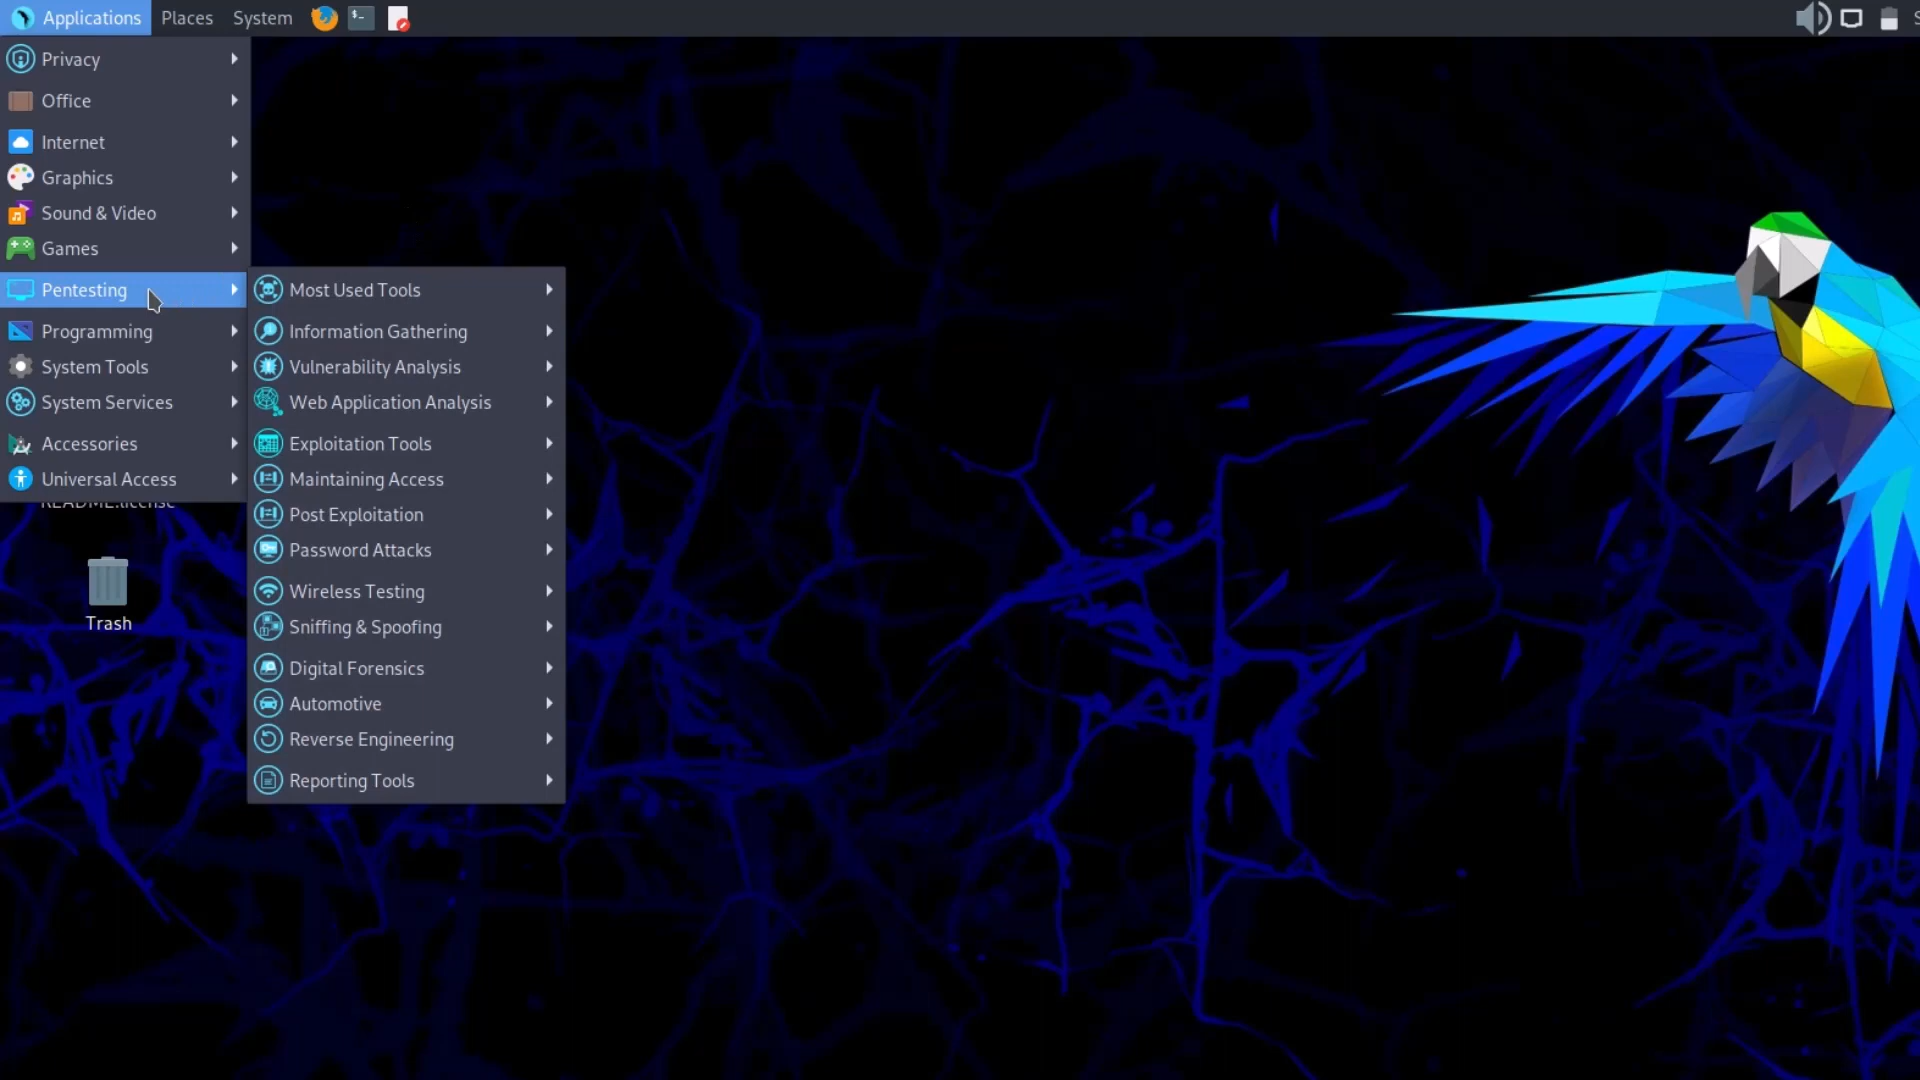 Applications Places System
Privacy
Office
Internet
Graphics
Sound & Video
Games
Pentesting
Programming
System Tools
System Services
Accessories
Universal Access
Most Used Tools
Information Gathering
Vulnerability Analysis
Web Application Analysis
Exploitation Tools
Maintaining Access
Post Exploitation
Password Attacks
Wireless Testing
Sniffing & Spoofing
Digital Forensics
Automotive
Reverse Engineering
Reporting Tools
README.license
Trash